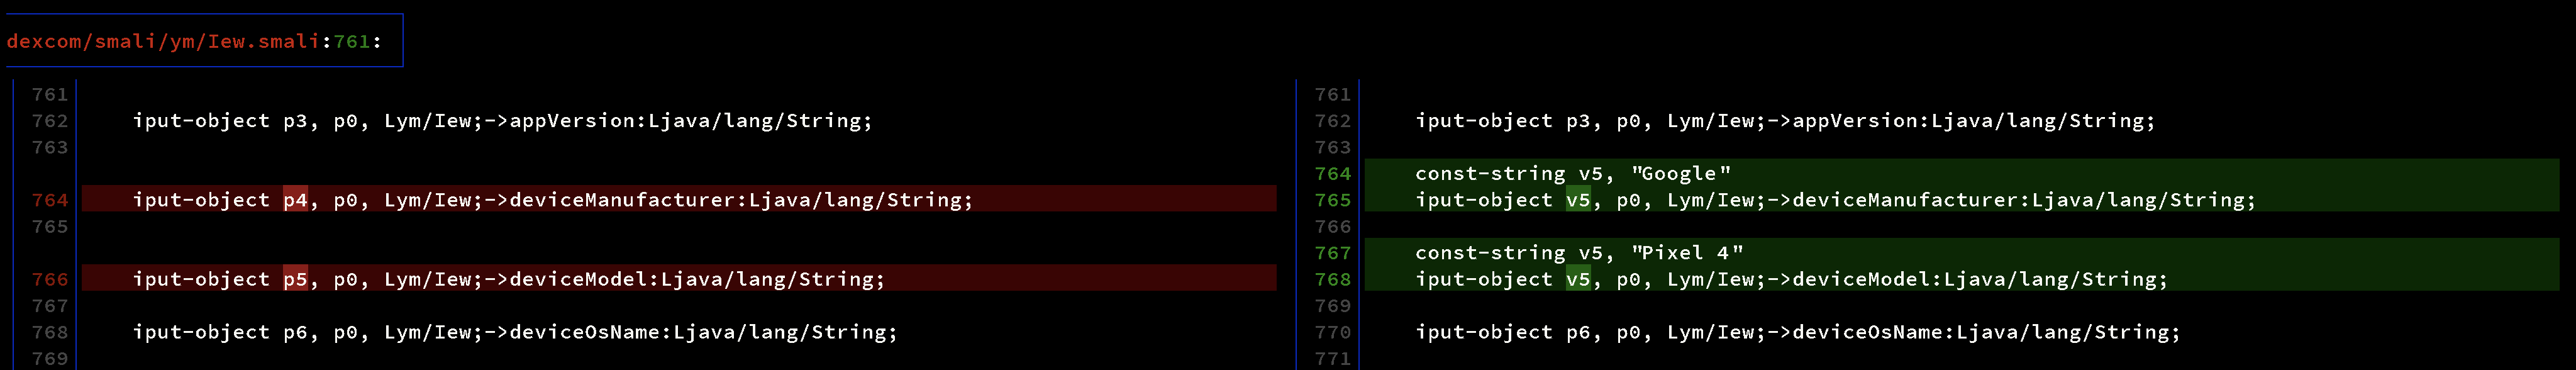 dexcom/smali/ym/Iew.smali:761:
761
762 iput-object p3, p0, Lym/Iew;->appVersion:Ljava/lang/String;
763
764 iput-object p4, p0, Lym/Iew;->deviceManufacturer:Ljava/lang/String;
765
766 iput-object p5, p0, Lym/Iew;->deviceModel:Ljava/lang/String;
767
768 iput-object p6, p0, Lym/Iew;->deviceOsName:Ljava/lang/String;
769
761
762 iput-object p3, p0, Lym/Iew;->appVersion:Ljava/lang/String;
763
764 const-string v5, "Google"
765 iput-object v5, p0, Lym/Iew;->deviceManufacturer:Ljava/lang/String;
766
767 const-string v5, "Pixel 4"
768 iput-object v5, p0, Lym/Iew;->deviceModel:Ljava/lang/String;
769
770 iput-object p6, p0, Lym/Iew;->deviceOsName:Ljava/lang/String;
771